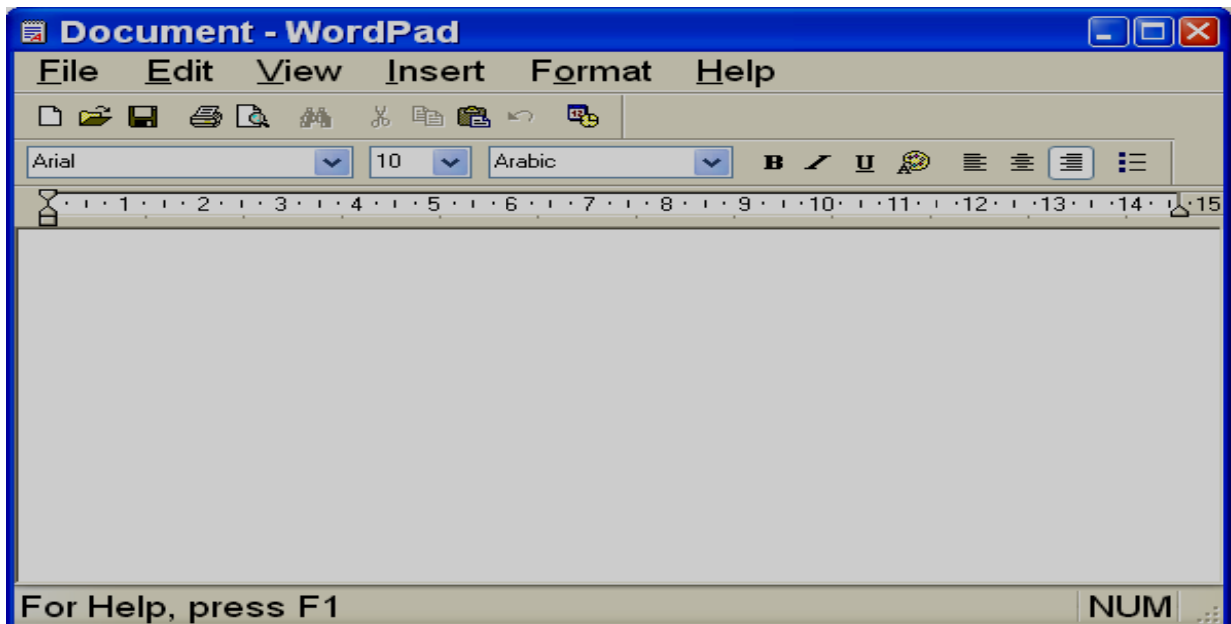 Document - WordPad
File Edit View Insert Format Help
Arial 10 Arabic B I U
1 2 3 4 5 6 7 8 9 10 11 12 13 14 15
For Help, press F1 NUM